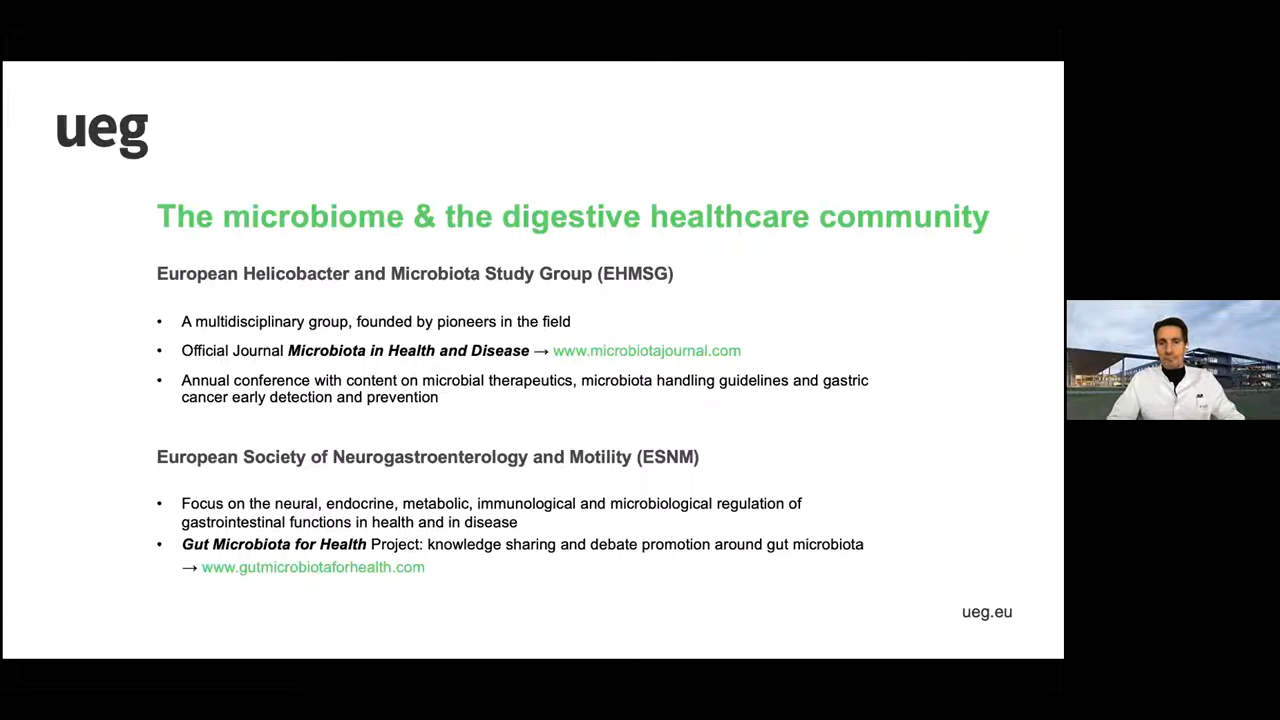 ueg
The microbiome & the digestive healthcare community
European Helicobacter and Microbiota Study Group (EHMSG)
• A multidisciplinary group, founded by pioneers in the field
• Official Journal Microbiota in Health and Disease → www.microbiotajournal.com
• Annual conference with content on microbial therapeutics, microbiota handling guidelines and gastric
cancer early detection and prevention
European Society of Neurogastroenterology and Motility (ESNM)
• Focus on the neural, endocrine, metabolic, immunological and microbiological regulation of
gastrointestinal functions in health and in disease
• Gut Microbiota for Health Project: knowledge sharing and debate promotion around gut microbiota
→ www.gutmicrobiotaforhealth.com
ueg.eu